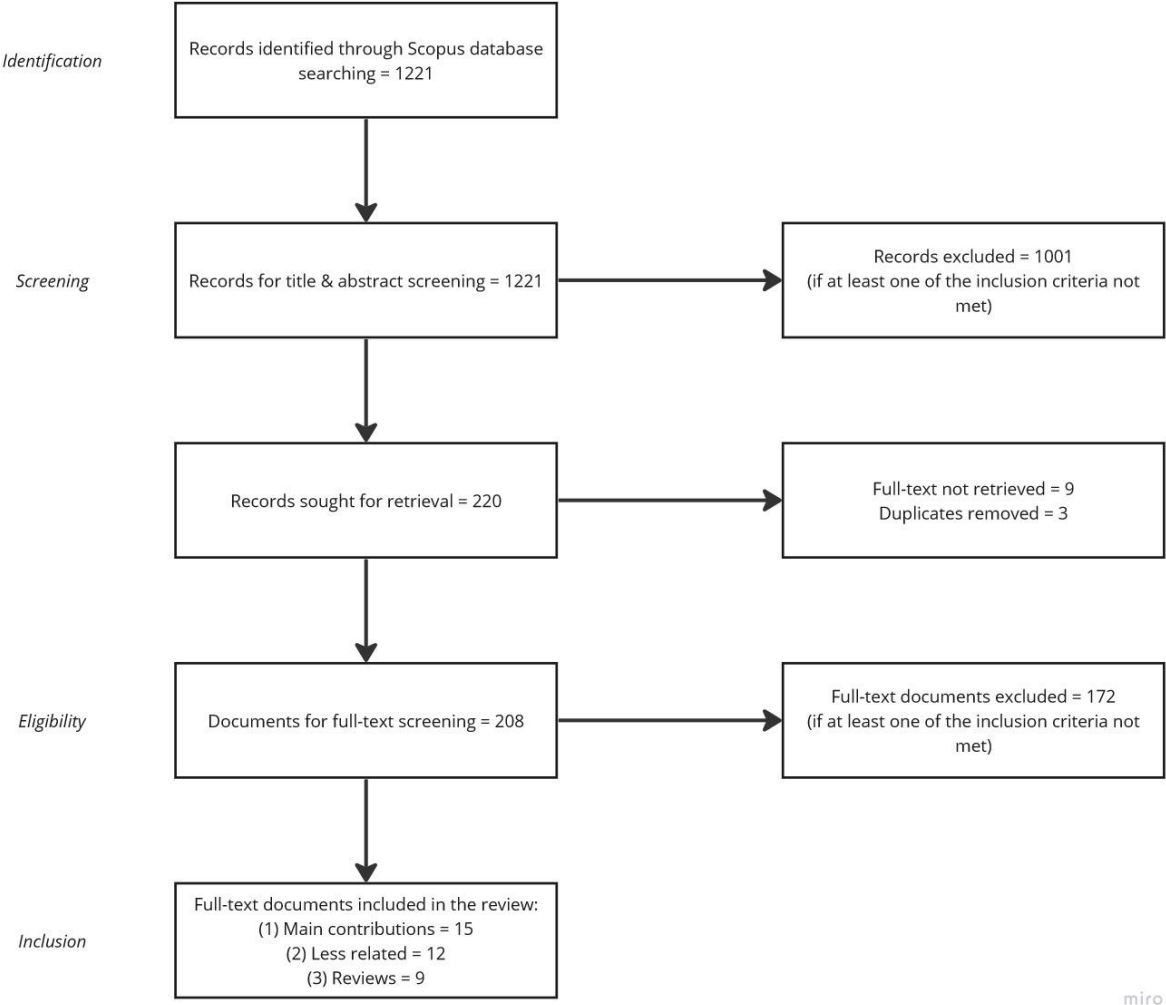 Identification
Records identified through Scopus database
searching = 1221
Screening
Records for title & abstract screening = 1221
Records excluded = 1001
(if at least one of the inclusion criteria not
met)
Records sought for retrieval = 220
Full-text not retrieved = 9
Duplicates removed = 3
Eligibility
Documents for full-text screening = 208
Full-text documents excluded = 172
(if at least one of the inclusion criteria not
met)
Inclusion
Full-text documents included in the review:
(1) Main contributions = 15
(2) Less related = 12
(3) Reviews = 9
miro